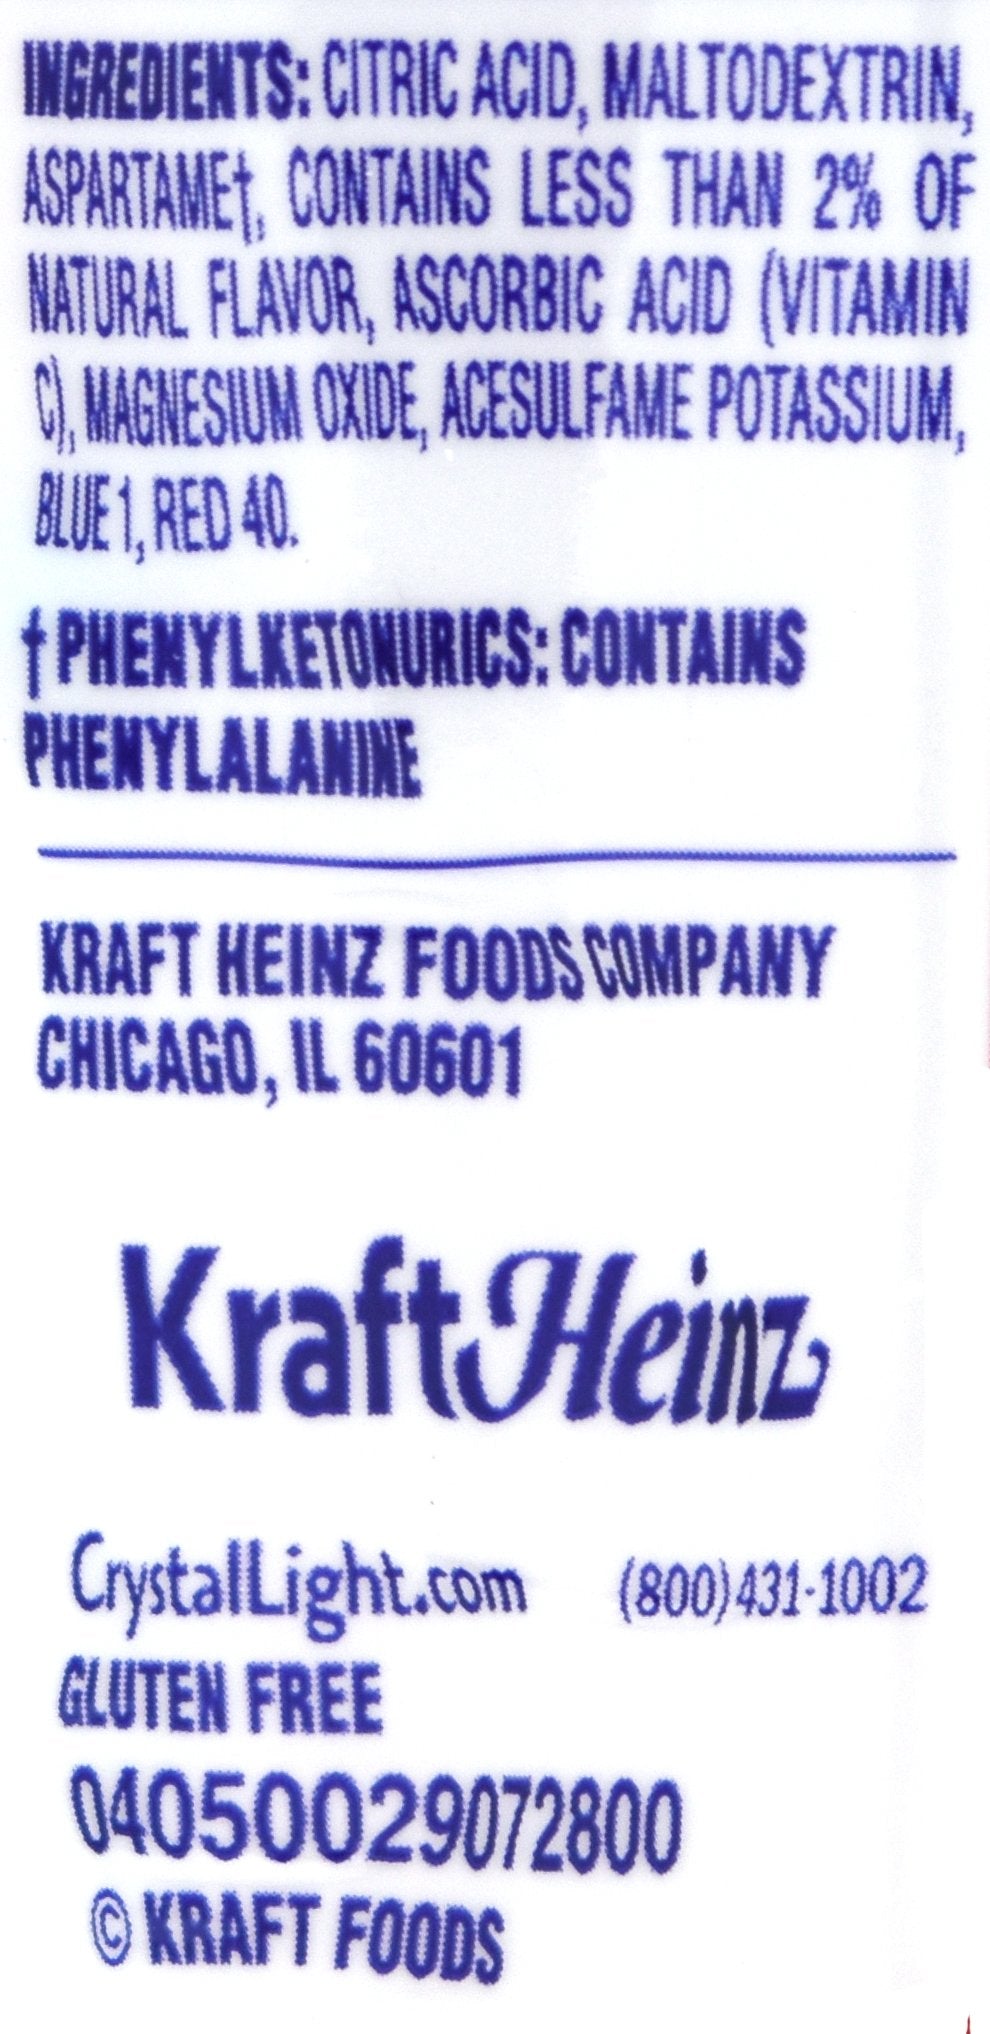 INGREDIENTS: CITRIC ACID, MALTODEXTRIN,
ASPARTAME†, CONTAINS LESS THAN 2% OF
NATURAL FLAVOR, ASCORBIC ACID (VITAMIN
C), MAGNESIUM OXIDE, ACESULFAME POTASSIUM,
BLUE 1, RED 40.
† PHENYLKETONURICS: CONTAINS
PHENYLALANINE
KRAFT HEINZ FOODS COMPANY
CHICAGO, IL 60601
KraftHeinz
CrystalLight.com (800)431-1002
GLUTEN FREE
04050029072800
© KRAFT FOODS